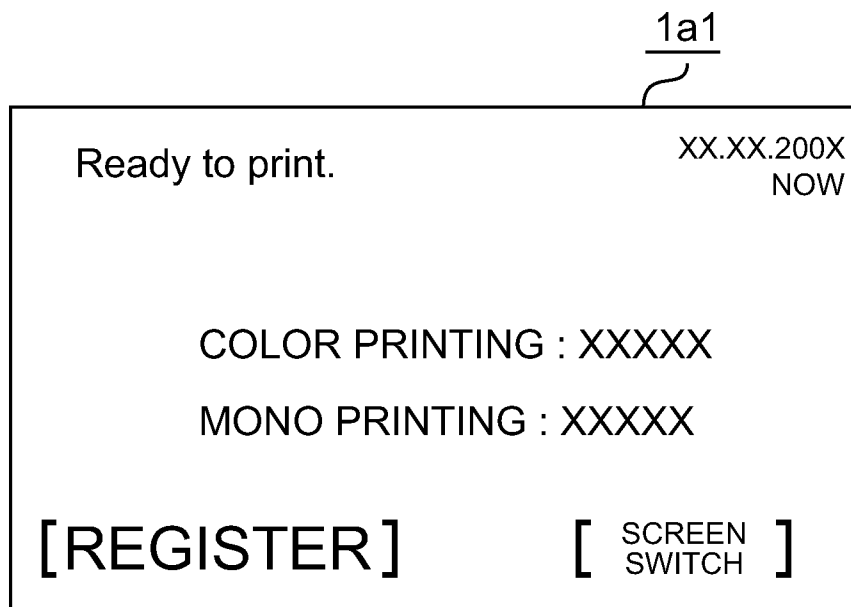 1a1
Ready to print.
XX.XX.200X
NOW
COLOR PRINTING : XXXXX
MONO PRINTING : XXXXX
[REGISTER]
[ SCREEN
SWITCH ]